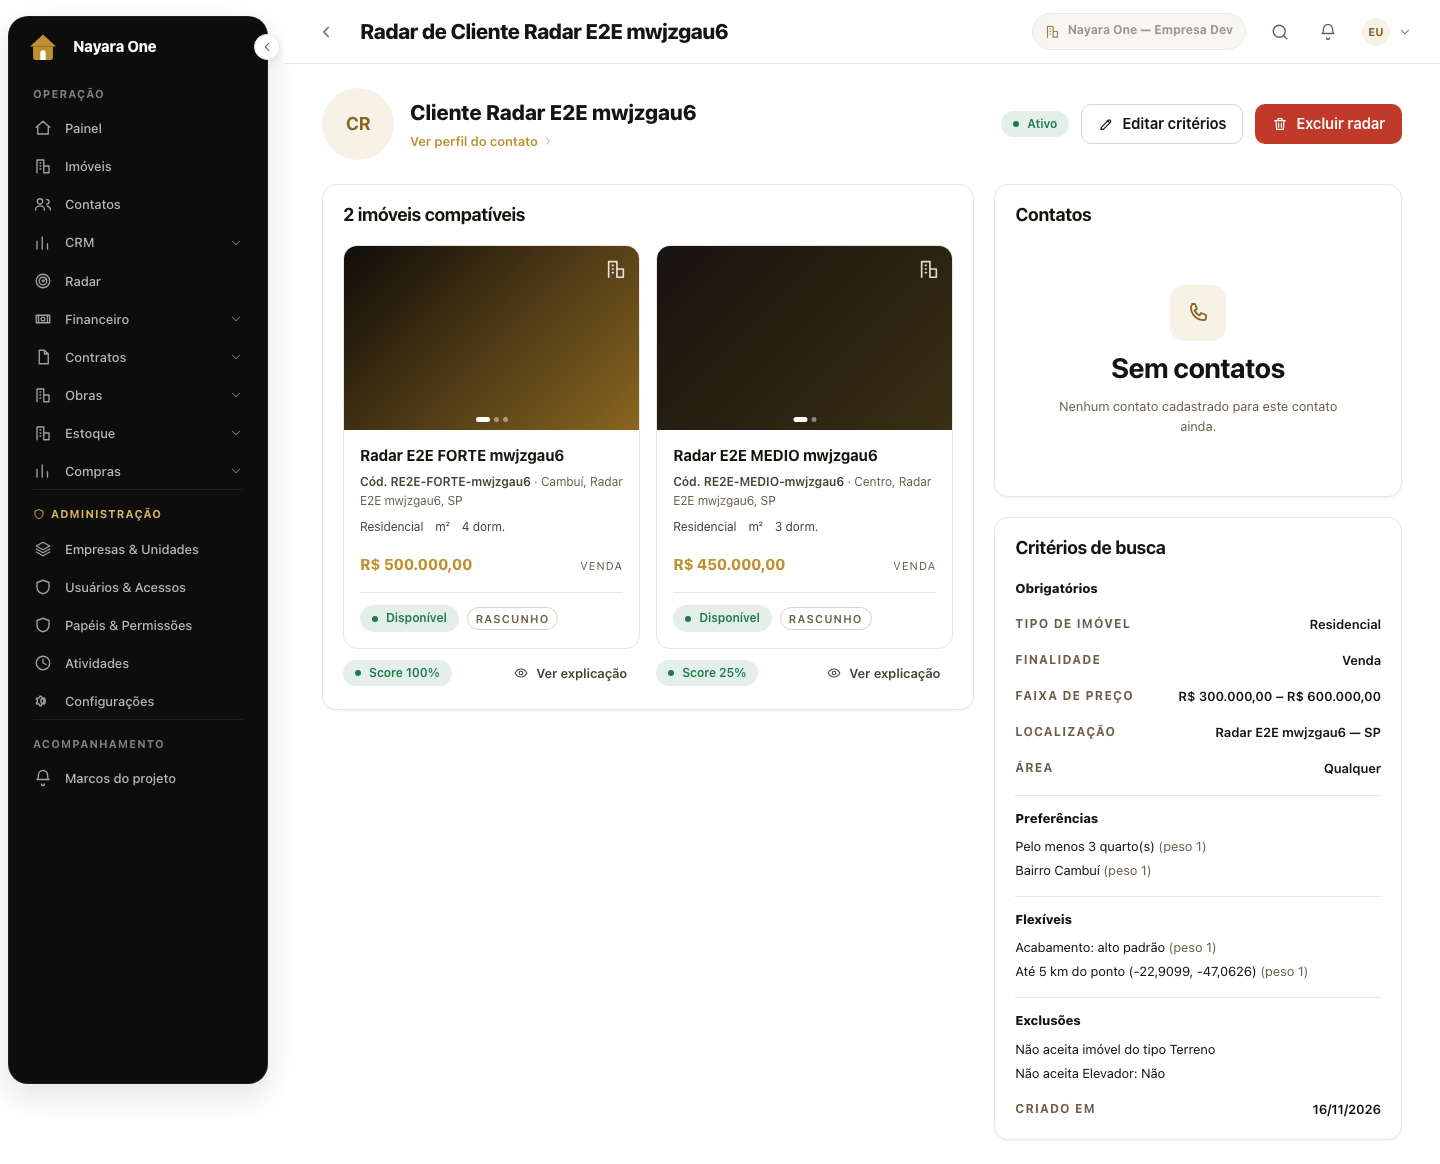 Nayara One
OPERAÇÃO
Painel
Imóveis
Contatos
CRM
Radar
Financeiro
Contratos
Obras
Estoque
Compras
ADMINISTRAÇÃO
Empresas & Unidades
Usuários & Acessos
Papéis & Permissões
Atividades
Configurações
ACOMPANHAMENTO
Marcos do projeto
Radar de Cliente Radar E2E mwjzgau6
Nayara One — Empresa Dev
EU
CR
Cliente Radar E2E mwjzgau6
Ver perfil do contato
Ativo
Editar critérios
Excluir radar
2 imóveis compatíveis
Radar E2E FORTE mwjzgau6
Cód. RE2E-FORTE-mwjzgau6 · Cambuí, Radar
E2E mwjzgau6, SP
Residencial m² 4 dorm.
R$ 500.000,00 VENDA
Disponível RASCUNHO
Score 100% Ver explicação
Radar E2E MEDIO mwjzgau6
Cód. RE2E-MEDIO-mwjzgau6 · Centro, Radar
E2E mwjzgau6, SP
Residencial m² 3 dorm.
R$ 450.000,00 VENDA
Disponível RASCUNHO
Score 25% Ver explicação
Contatos
Sem contatos
Nenhum contato cadastrado para este contato
ainda.
Critérios de busca
Obrigatórios
TIPO DE IMÓVEL Residencial
FINALIDADE Venda
FAIXA DE PREÇO R$ 300.000,00 – R$ 600.000,00
LOCALIZAÇÃO Radar E2E mwjzgau6 — SP
ÁREA Qualquer
Preferências
Pelo menos 3 quarto(s) (peso 1)
Bairro Cambuí (peso 1)
Flexíveis
Acabamento: alto padrão (peso 1)
Até 5 km do ponto (-22,9099, -47,0626) (peso 1)
Exclusões
Não aceita imóvel do tipo Terreno
Não aceita Elevador: Não
CRIADO EM 16/11/2026